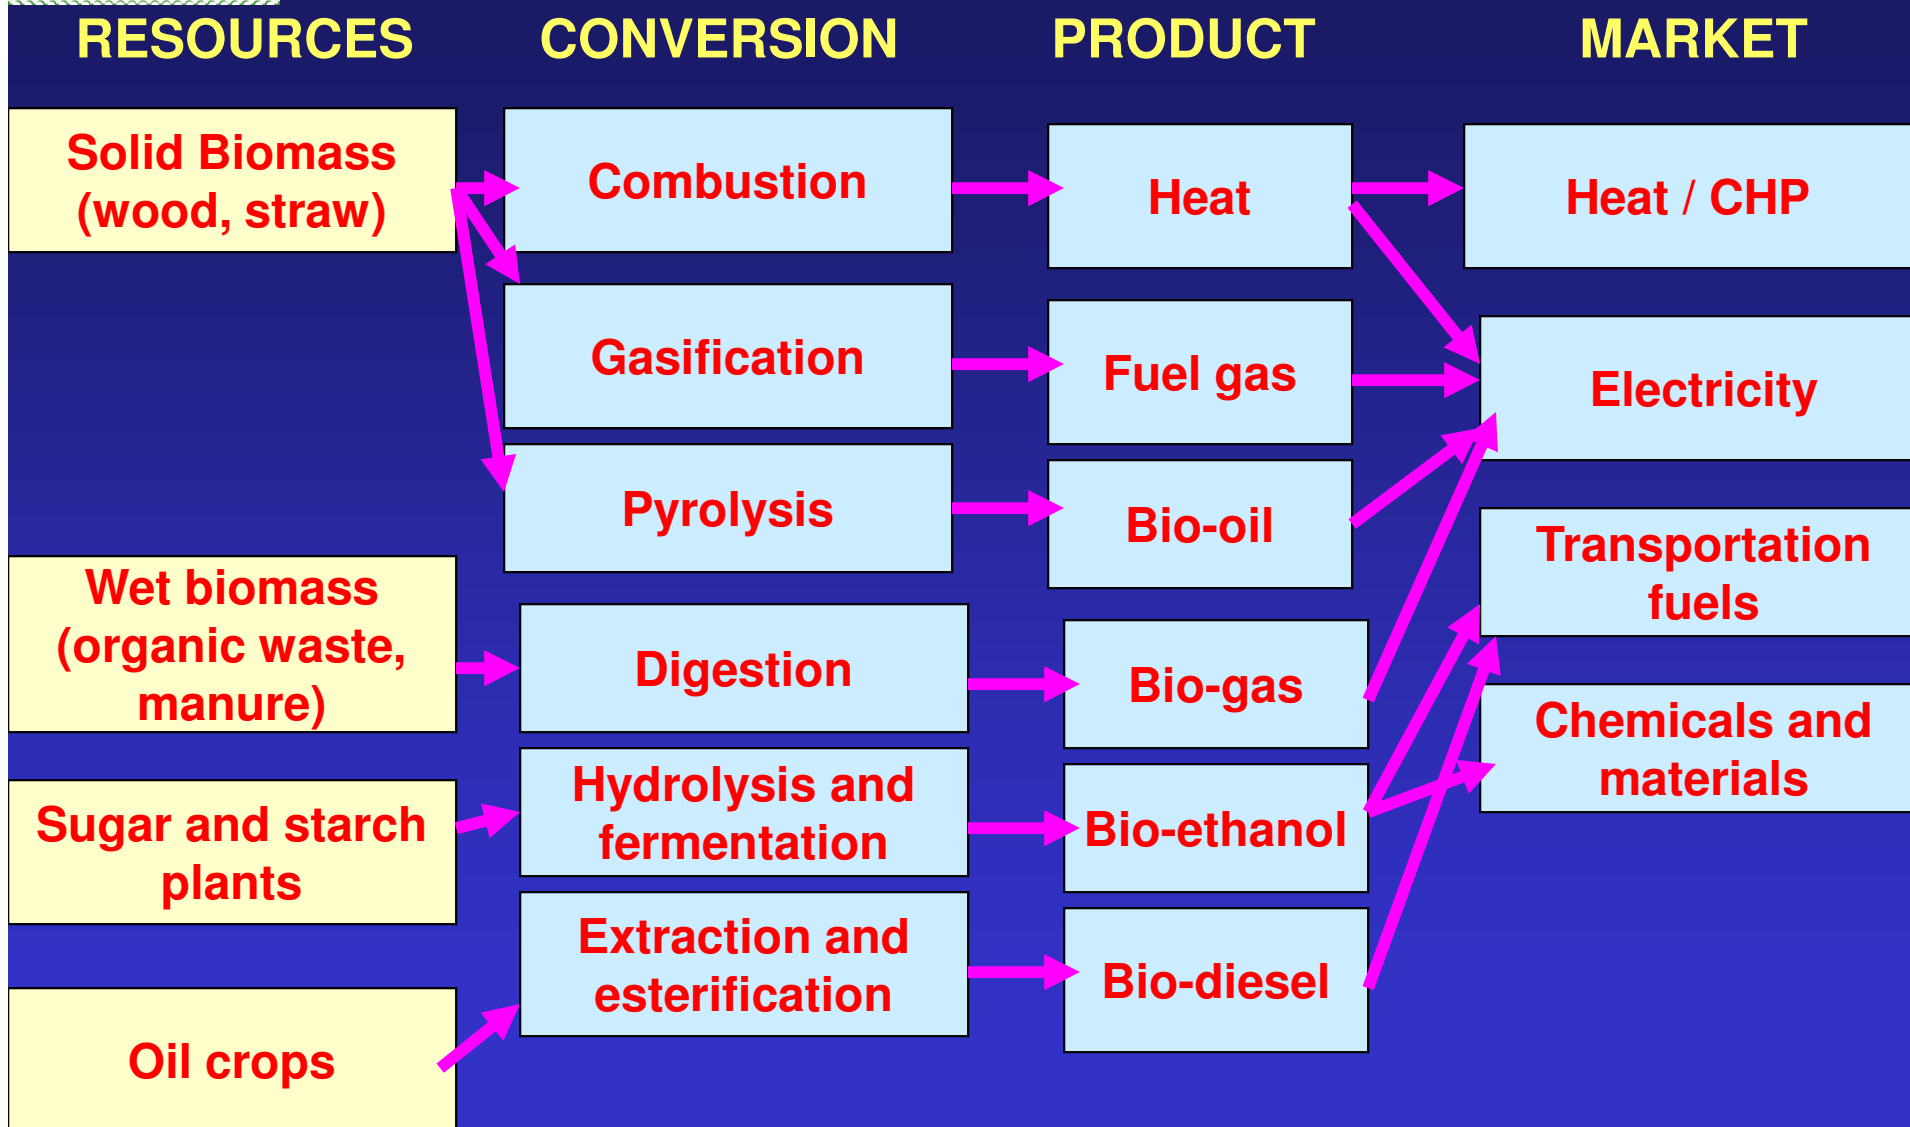 RESOURCES
CONVERSION
PRODUCT
MARKET
Solid Biomass
(wood, straw)
Combustion
Heat
Heat / CHP
Gasification
Fuel gas
Electricity
Pyrolysis
Bio-oil
Transportation
fuels
Wet biomass
(organic waste,
manure)
Digestion
Bio-gas
Chemicals and
materials
Sugar and starch
plants
Hydrolysis and
fermentation
Bio-ethanol
Extraction and
esterification
Bio-diesel
Oil crops